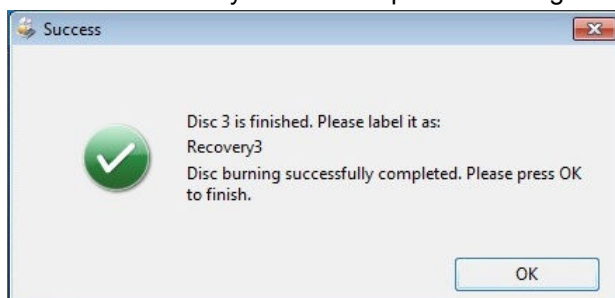 Success
Disc 3 is finished. Please label it as:
Recovery3
Disc burning successfully completed. Please press OK
to finish.
OK